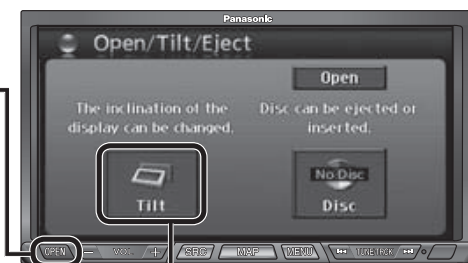 Panasonic
Open/Tilt/Eject
Open
The inclination of the
display can be changed.
Disc can be ejected or
inserted.
Tilt
No Disc
Disc
OPEN − VOL + SRC MAP MENU TUNE/TRACK